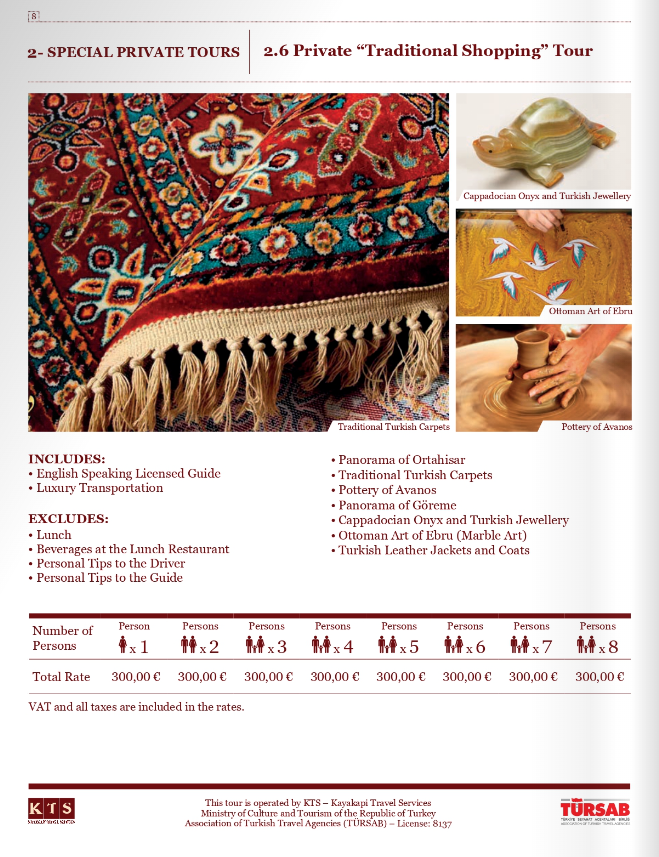 8
2- SPECIAL PRIVATE TOURS
2.6 Private “Traditional Shopping” Tour
Cappadocian Onyx and Turkish Jewellery
Ottoman Art of Ebru
Traditional Turkish Carpets
Pottery of Avanos
INCLUDES:
• English Speaking Licensed Guide
• Luxury Transportation
EXCLUDES:
• Lunch
• Beverages at the Lunch Restaurant
• Personal Tips to the Driver
• Personal Tips to the Guide
• Panorama of Ortahisar
• Traditional Turkish Carpets
• Pottery of Avanos
• Panorama of Göreme
• Cappadocian Onyx and Turkish Jewellery
• Ottoman Art of Ebru (Marble Art)
• Turkish Leather Jackets and Coats
Number of Persons
Person x 1
Persons x 2
Persons x 3
Persons x 4
Persons x 5
Persons x 6
Persons x 7
Persons x 8
Total Rate 300,00 € 300,00 € 300,00 € 300,00 € 300,00 € 300,00 € 300,00 € 300,00 €
VAT and all taxes are included in the rates.
KTS
This tour is operated by KTS – Kayakapi Travel Services
Ministry of Culture and Tourism of the Republic of Turkey
Association of Turkish Travel Agencies (TÜRSAB) – License: 8137
TÜRSAB